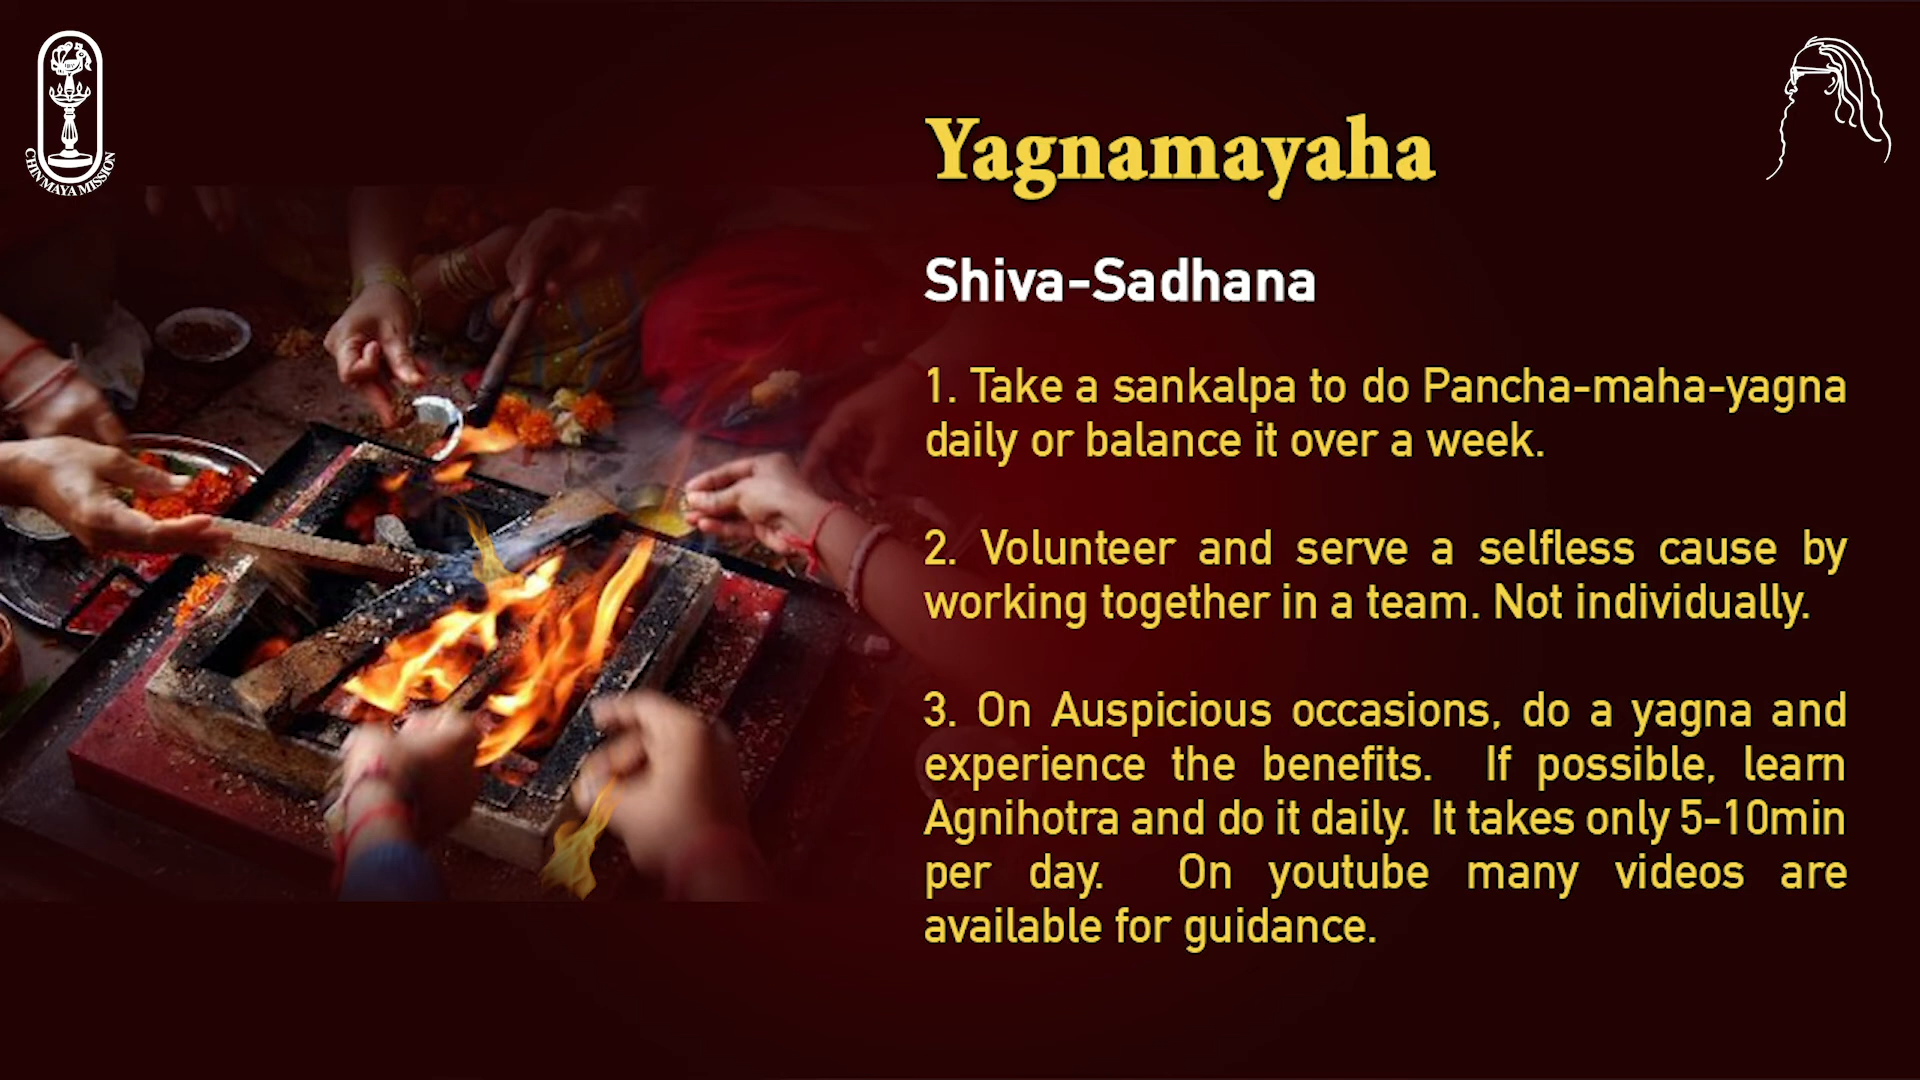 CHINMAYA MISSION
Yagnamayaha
Shiva-Sadhana
1. Take a sankalpa to do Pancha-maha-yagna
daily or balance it over a week.
2. Volunteer and serve a selfless cause by
working together in a team. Not individually.
3. On Auspicious occasions, do a yagna and
experience the benefits. If possible, learn
Agnihotra and do it daily. It takes only 5-10min
per day. On youtube many videos are
available for guidance.